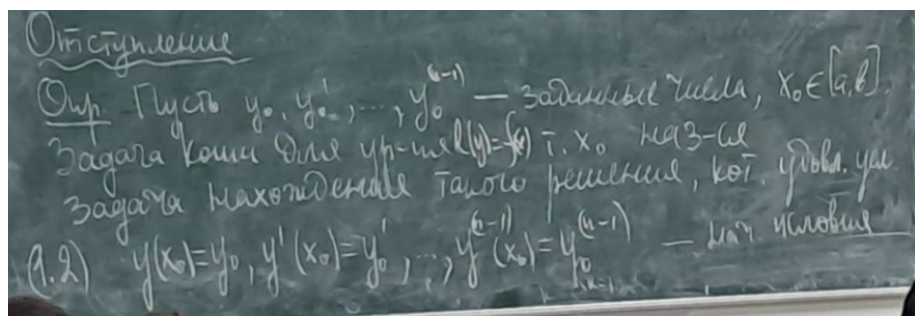 Отступление
Опр Пусть y₀, y₀', ..., y₀⁽ⁿ⁻¹⁾ — заданные числа, x₀ ∈ [a,b].
Задача Коши для ур-ия l(y)=f(x) т. x₀ наз-ся
задача нахождения такого решения, кот. удовл. усл.
(1.2) y(x₀)=y₀, y'(x₀)=y₀', ..., y⁽ⁿ⁻¹⁾(x₀)=y₀⁽ⁿ⁻¹⁾ — нач. условия